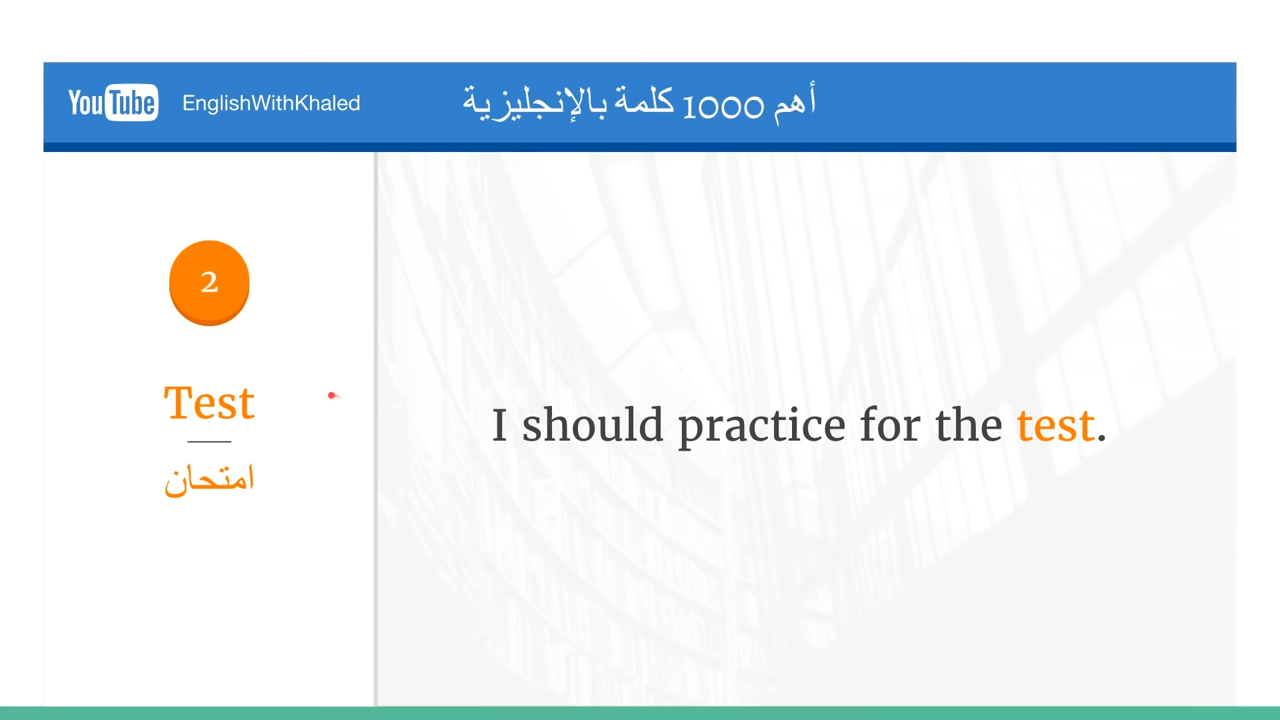 YouTube EnglishWithKhaled
أهم 1000 كلمة بالإنجليزية
2
Test
امتحان
I should practice for the test.